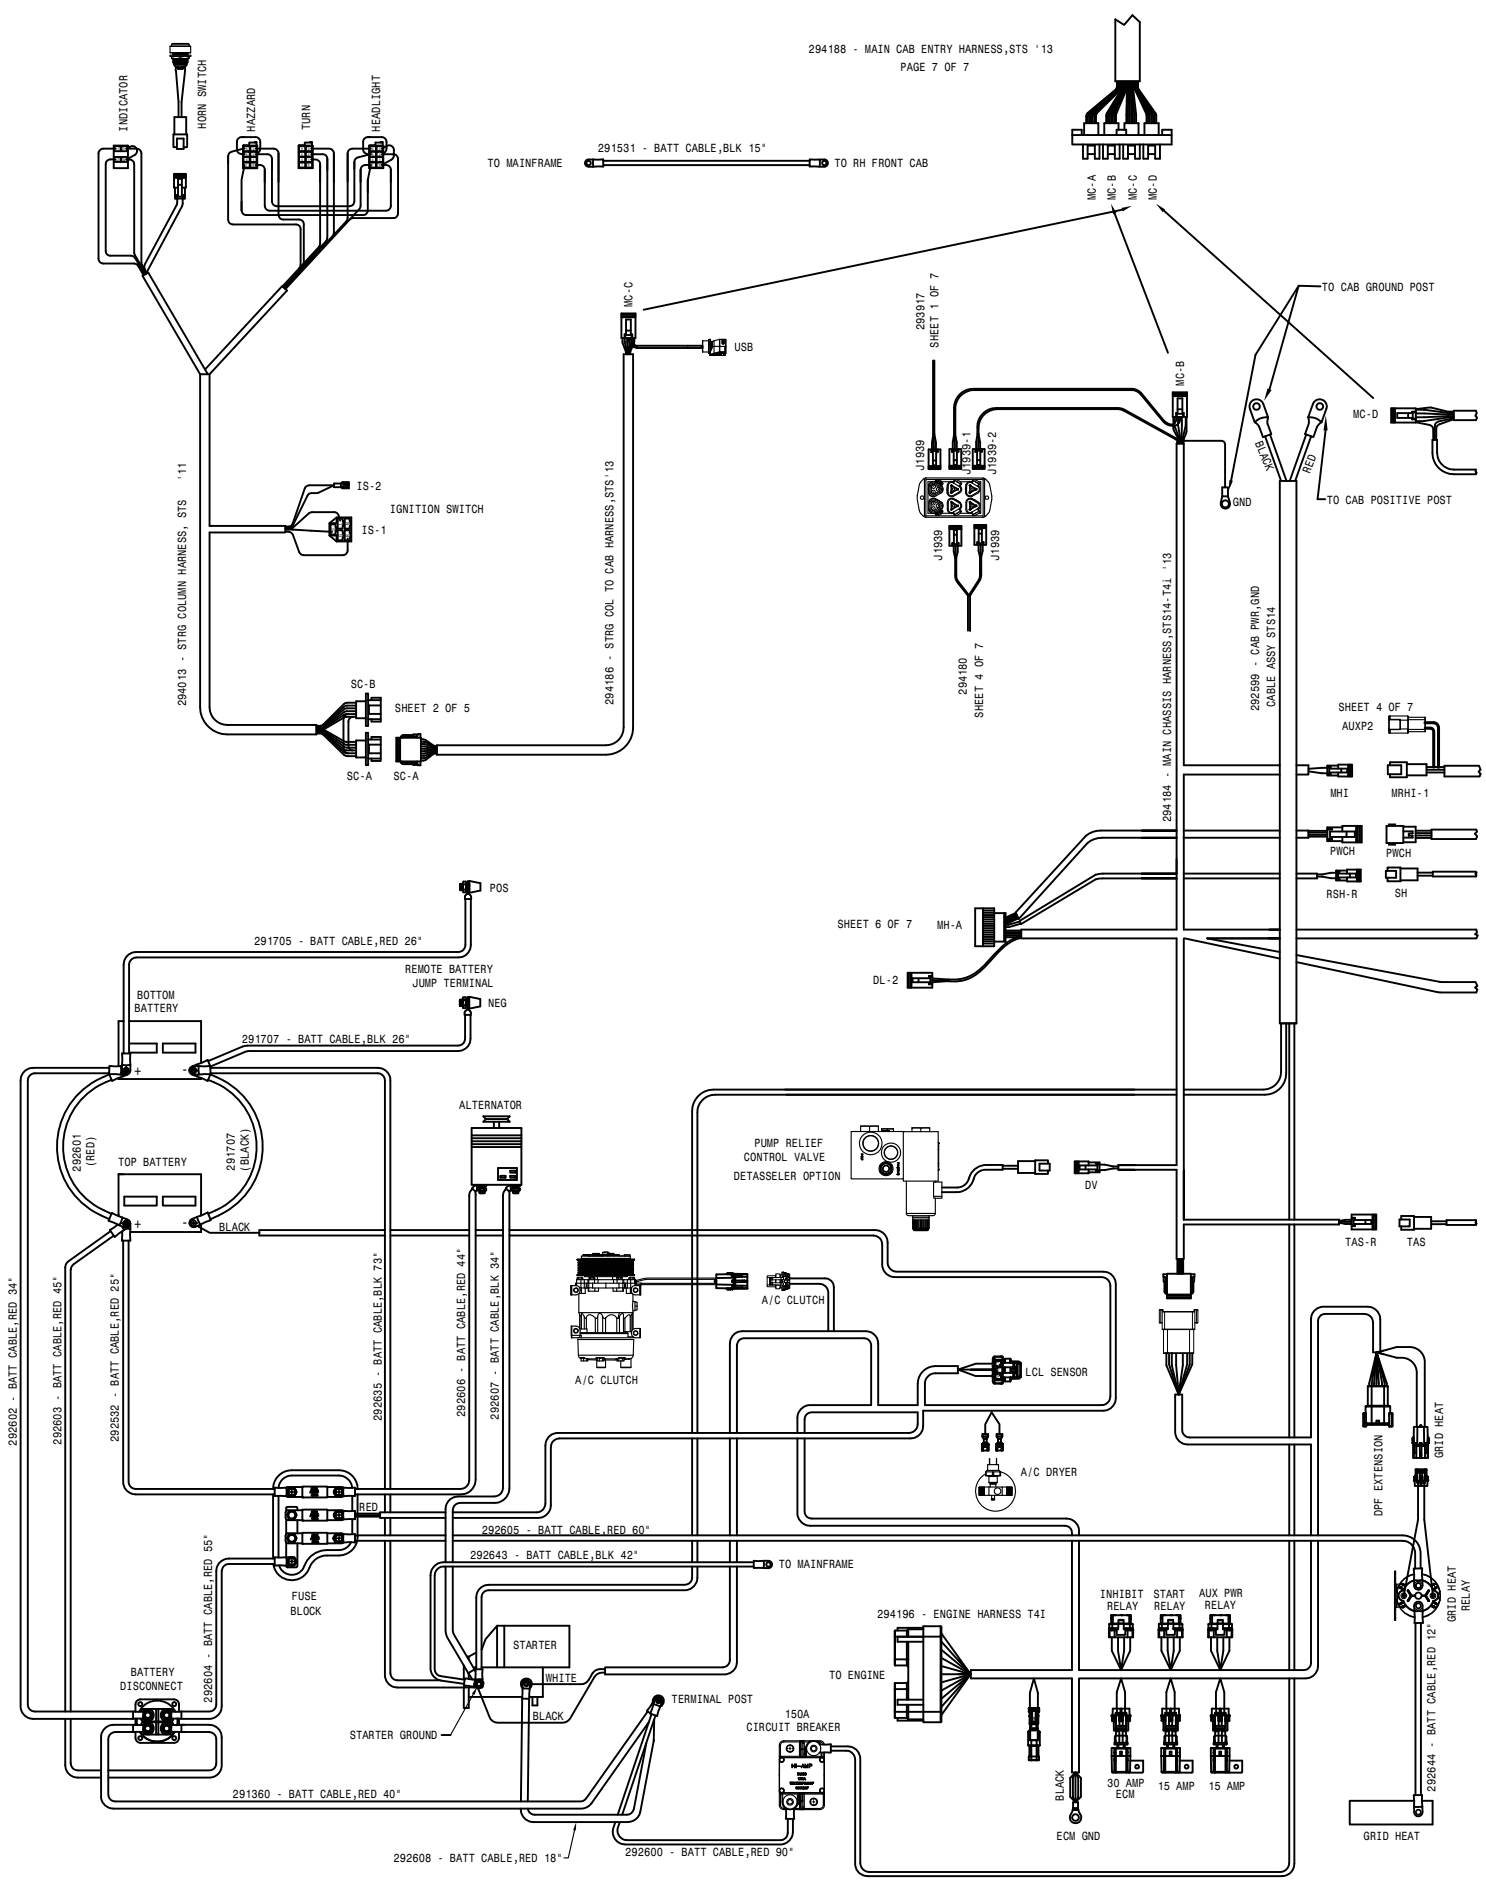 294188 - MAIN CAB ENTRY HARNESS,STS '13
PAGE 7 OF 7
INDICATOR
HORN SWITCH
HAZZARD
TURN
HEADLIGHT
291531 - BATT CABLE,BLK 15"
TO MAINFRAME
TO RH FRONT CAB
MC-A
MC-B
MC-C
MC-D
MC-C
USB
293917
SHEET 1 OF 7
TO CAB GROUND POST
MC-B
MC-D
J1939
J1939-1
J1939-2
BLACK
RED
GND
TO CAB POSITIVE POST
IS-2
IGNITION SWITCH
IS-1
J1939
J1939
294013 - STRG COLUMN HARNESS, STS '11
294186 - STRG COL TO CAB HARNESS,STS'13
294184 - MAIN CHASSIS HARNESS,STS14-T4i '13
292599 - CAB PWR,GND
CABLE ASSY STS14
294180
SHEET 4 OF 7
SC-B
SHEET 2 OF 5
SC-A
SC-A
SHEET 4 OF 7
AUXP2
MHI
MRHI-1
PWCH
PWCH
RSH-R
SH
SHEET 6 OF 7
MH-A
DL-2
POS
291705 - BATT CABLE,RED 26"
REMOTE BATTERY
JUMP TERMINAL
NEG
BOTTOM
BATTERY
291707 - BATT CABLE,BLK 26"
+
-
292601
(RED)
291707
(BLACK)
TOP BATTERY
+
-
BLACK
ALTERNATOR
PUMP RELIEF
CONTROL VALVE
DETASSELER OPTION
DV
TAS-R
TAS
292602 - BATT CABLE,RED 34"
292603 - BATT CABLE,RED 45"
292532 - BATT CABLE,RED 25"
292635 - BATT CABLE,BLK 73"
292606 - BATT CABLE,RED 44"
292607 - BATT CABLE,BLK 34"
A/C CLUTCH
A/C CLUTCH
LCL SENSOR
A/C DRYER
DPF EXTENSION
GRID HEAT
RED
292605 - BATT CABLE,RED 60"
292643 - BATT CABLE,BLK 42"
TO MAINFRAME
FUSE
BLOCK
292604 - BATT CABLE,RED 55"
294196 - ENGINE HARNESS T4I
INHIBIT
RELAY
START
RELAY
AUX PWR
RELAY
GRID HEAT
RELAY
STARTER
WHITE
BLACK
TO ENGINE
BATTERY
DISCONNECT
STARTER GROUND
TERMINAL POST
150A
CIRCUIT BREAKER
HI-AMP
BLACK
30 AMP
ECM
15 AMP
15 AMP
292644 - BATT CABLE,RED 12"
291360 - BATT CABLE,RED 40"
ECM GND
GRID HEAT
292608 - BATT CABLE,RED 18"
292600 - BATT CABLE,RED 90"